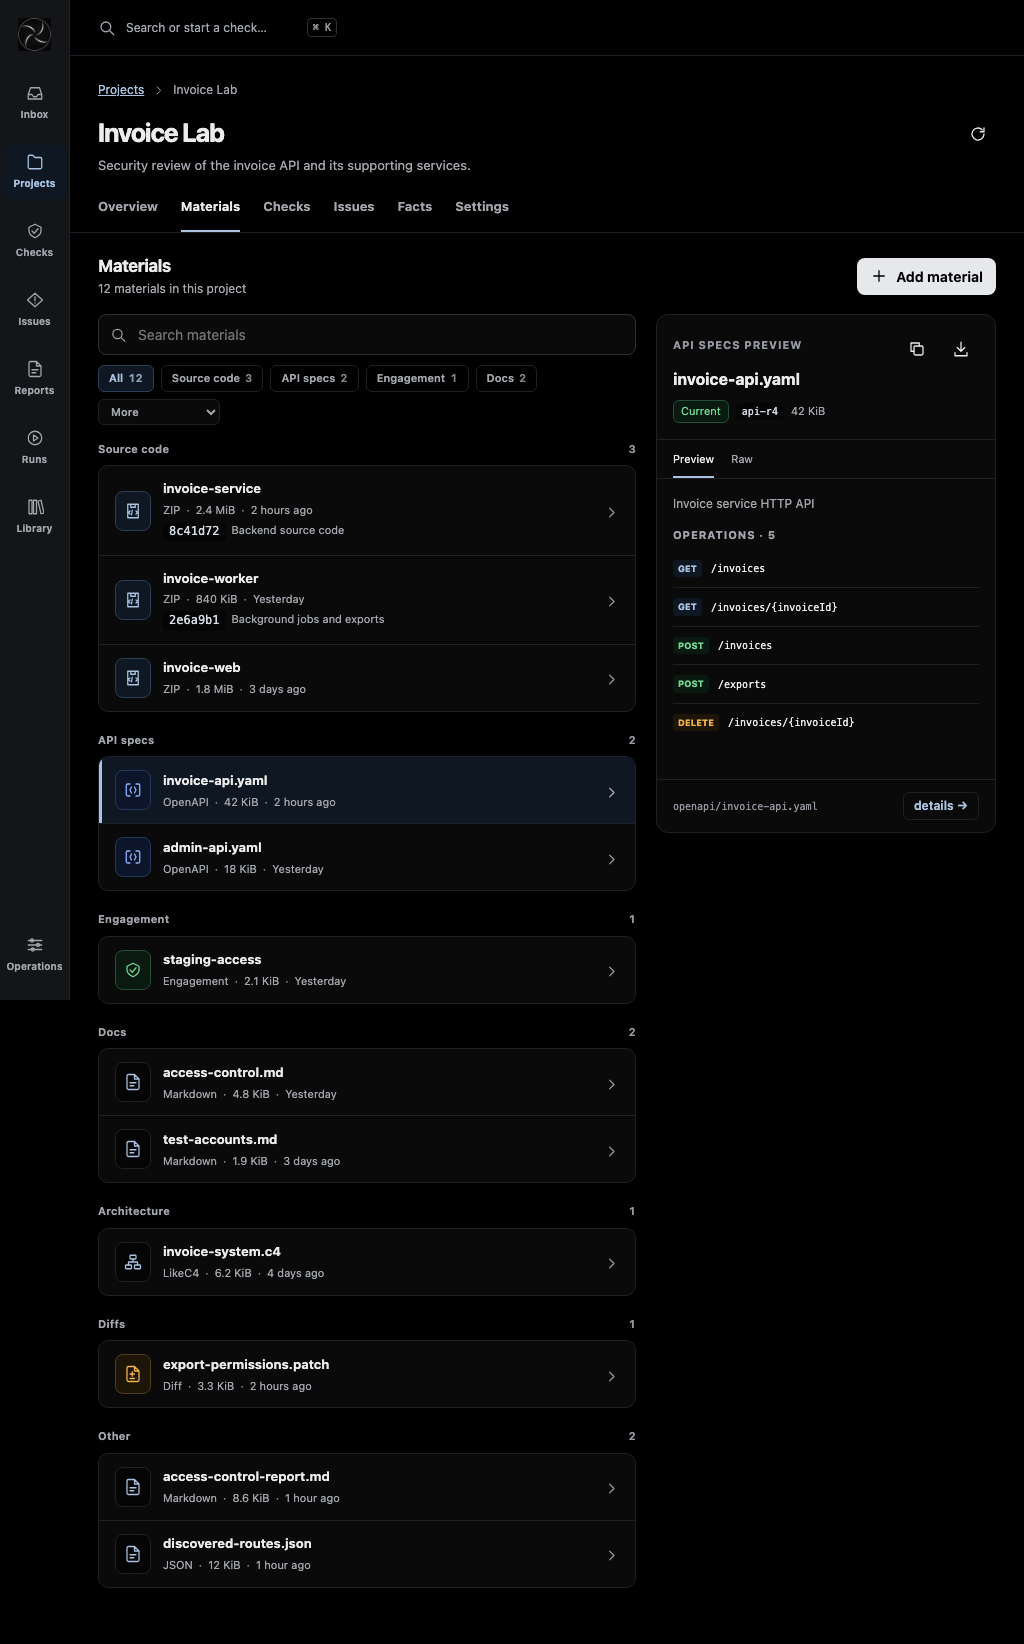 Search or start a check...
⌘ K
Inbox
Projects
Checks
Issues
Reports
Runs
Library
Operations
Projects > Invoice Lab
Invoice Lab
Security review of the invoice API and its supporting services.
Overview Materials Checks Issues Facts Settings
Materials
12 materials in this project
+ Add material
Search materials
All 12 Source code 3 API specs 2 Engagement 1 Docs 2
More
Source code 3
invoice-service
ZIP · 2.4 MiB · 2 hours ago
8c41d72 Backend source code
invoice-worker
ZIP · 840 KiB · Yesterday
2e6a9b1 Background jobs and exports
invoice-web
ZIP · 1.8 MiB · 3 days ago
API specs 2
invoice-api.yaml
OpenAPI · 42 KiB · 2 hours ago
admin-api.yaml
OpenAPI · 18 KiB · Yesterday
Engagement 1
staging-access
Engagement · 2.1 KiB · Yesterday
Docs 2
access-control.md
Markdown · 4.8 KiB · Yesterday
test-accounts.md
Markdown · 1.9 KiB · 3 days ago
Architecture 1
invoice-system.c4
LikeC4 · 6.2 KiB · 4 days ago
Diffs 1
export-permissions.patch
Diff · 3.3 KiB · 2 hours ago
Other 2
access-control-report.md
Markdown · 8.6 KiB · 1 hour ago
discovered-routes.json
JSON · 12 KiB · 1 hour ago
API SPECS PREVIEW
invoice-api.yaml
Current api-r4 42 KiB
Preview Raw
Invoice service HTTP API
OPERATIONS · 5
GET /invoices
GET /invoices/{invoiceId}
POST /invoices
POST /exports
DELETE /invoices/{invoiceId}
openapi/invoice-api.yaml
details →